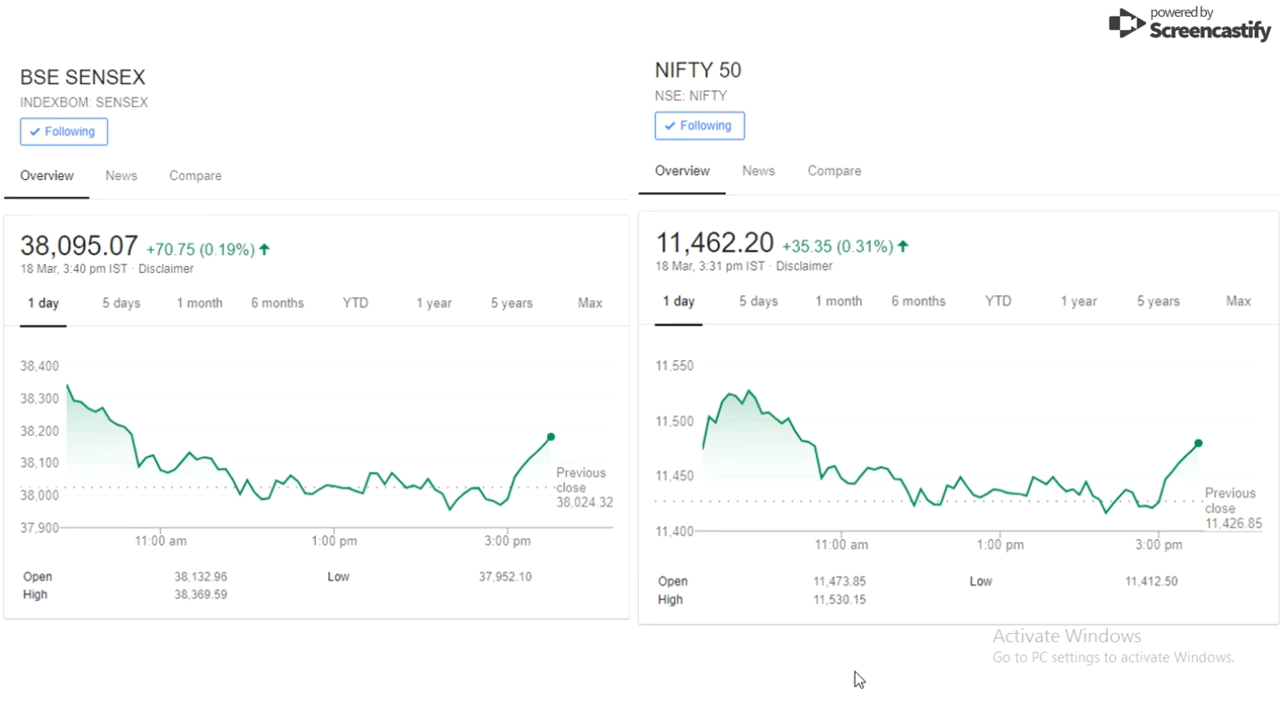 powered by
Screencastify
BSE SENSEX
INDEXBOM: SENSEX
Following
Overview News Compare
38,095.07 +70.75 (0.19%)
18 Mar, 3:40 pm IST · Disclaimer
1 day 5 days 1 month 6 months YTD 1 year 5 years Max
38,400
38,300
38,200
38,100
38,000
37,900
Previous
close
38,024.32
11:00 am 1:00 pm 3:00 pm
Open 38,132.96 Low 37,952.10
High 38,369.59
NIFTY 50
NSE: NIFTY
Following
Overview News Compare
11,462.20 +35.35 (0.31%)
18 Mar, 3:31 pm IST · Disclaimer
1 day 5 days 1 month 6 months YTD 1 year 5 years Max
11,550
11,500
11,450
11,400
Previous
close
11,426.85
11:00 am 1:00 pm 3:00 pm
Open 11,473.85 Low 11,412.50
High 11,530.15
Activate Windows
Go to PC settings to activate Windows.